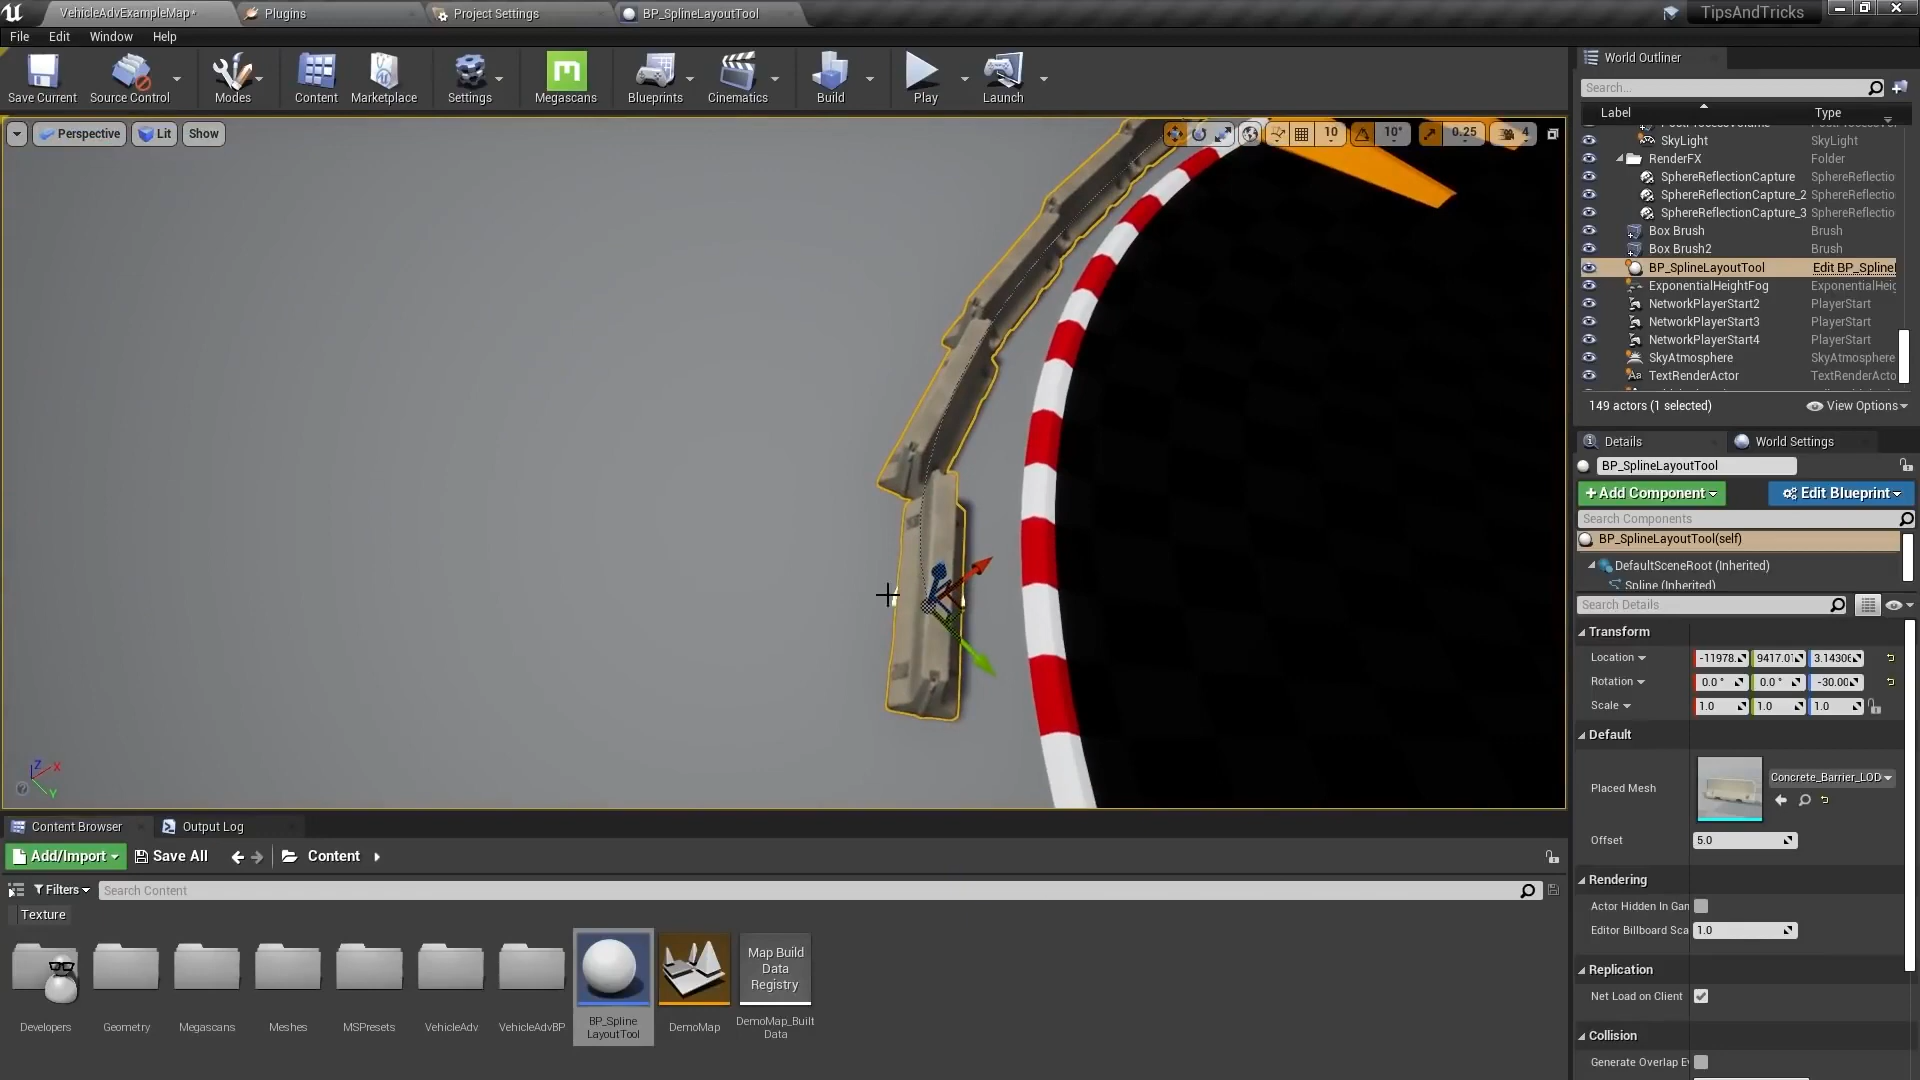 VehicleAdvExampleMap*
Plugins
Project Settings
BP_SplineLayoutTool
TipsAndTricks
File
Edit
Window
Help
Save Current
Source Control
Modes
Content
Marketplace
Settings
Megascans
Blueprints
Cinematics
Build
Play
Launch
Perspective
Lit
Show
10
10°
0.25
4
World Outliner
Search...
Label
Type
SkyLight
SkyLight
RenderFX
Folder
SphereReflectionCapture
SphereReflectio
SphereReflectionCapture_2
SphereReflectio
SphereReflectionCapture_3
SphereReflectio
Box Brush
Brush
Box Brush2
Brush
BP_SplineLayoutTool
Edit BP_Splinel
ExponentialHeightFog
ExponentialHeig
NetworkPlayerStart2
PlayerStart
NetworkPlayerStart3
PlayerStart
NetworkPlayerStart4
PlayerStart
SkyAtmosphere
SkyAtmosphere
TextRenderActor
TextRenderActo
149 actors (1 selected)
View Options
Details
World Settings
BP_SplineLayoutTool
+Add Component
Edit Blueprint
Search Components
BP_SplineLayoutTool(self)
DefaultSceneRoot (Inherited)
Spline (Inherited)
Search Details
Transform
Location
-11978.
9417.01
3.14306
Rotation
0.0 °
0.0 °
-30.00
Scale
1.0
1.0
1.0
Default
Placed Mesh
Concrete_Barrier_LOD
Offset
5.0
Rendering
Actor Hidden In Gan
Editor Billboard Sca
1.0
Replication
Net Load on Client
Collision
Generate Overlap Ev
Z
X
Y
Content Browser
Output Log
Add/Import
Save All
Content
Filters
Search Content
Texture
Developers
Geometry
Megascans
Meshes
MSPresets
VehicleAdv
VehicleAdvBP
BP_Spline
LayoutTool
DemoMap
Map Build
Data
Registry
DemoMap_Built
Data